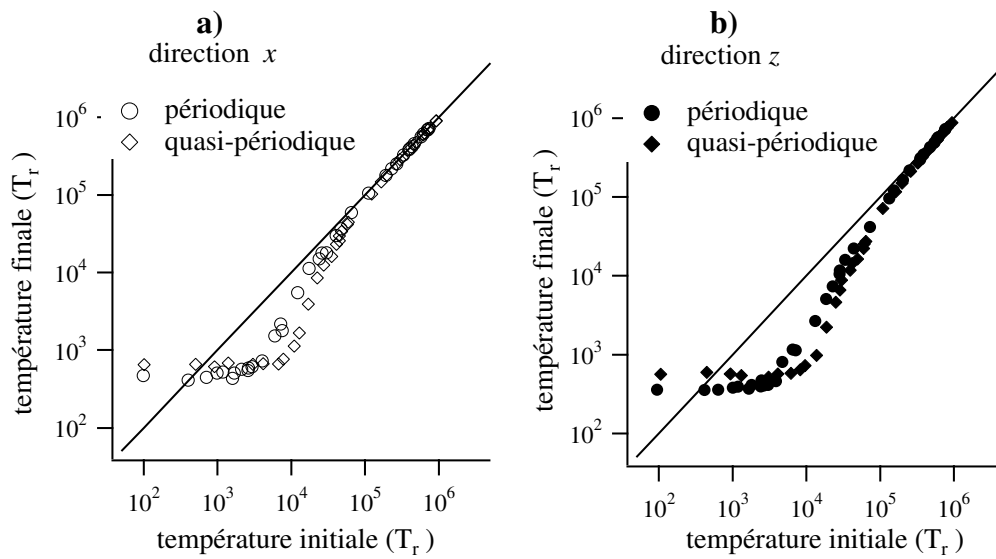 a)
direction x
périodique
quasi-périodique
température finale (T_r)
10^6
10^5
10^4
10^3
10^2
10^2 10^3 10^4 10^5 10^6
température initiale (T_r )
b)
direction z
périodique
quasi-périodique
température finale (T_r)
10^6
10^5
10^4
10^3
10^2
10^2 10^3 10^4 10^5 10^6
température initiale (T_r )